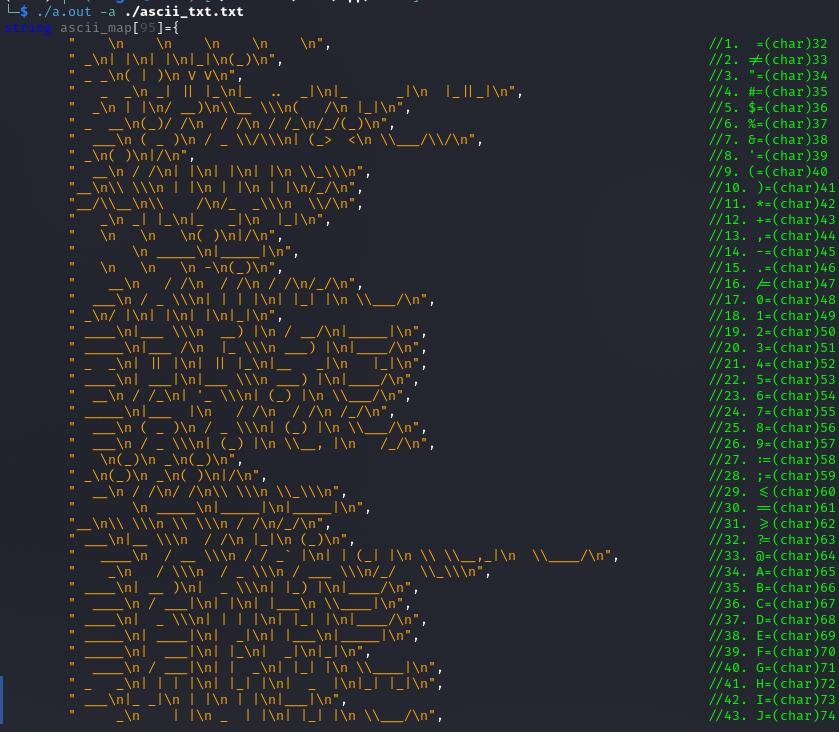 └─$ ./a.out -a ./ascii_txt.txt
string ascii_map[95]={
"    \n    \n    \n    \n    \n", //1.  =(char)32
" _\n| |\n| |\n|_|\n(_)\n", //2. !=(char)33
" _ _\n( | )\n V V\n", //3. "=(char)34
"   _  _\n _| || |_\n|_  ..  _|\n|_      _|\n  |_||_|\n", //4. #=(char)35
"  _\n | |\n/ __)\n\\__ \\\n(   /\n |_|\n", //5. $=(char)36
" _  __\n(_)/ /\n  / /\n / /_\n/_/(_)\n", //6. %=(char)37
"  ___\n ( _ )\n / _ \\/\\\n| (_>  <\n \\___/\\/\n", //7. &=(char)38
" _\n( )\n|/\n", //8. '=(char)39
"  __\n / /\n| |\n| |\n| |\n \\_\\\n", //9. (=(char)40
"__\n\\ \\\n | |\n | |\n | |\n/_/\n", //10. )=(char)41
"__/\\__\n\\    /\n/_  _\\\n  \\/\n", //11. *=(char)42
"   _\n _| |_\n|_   _|\n  |_|\n", //12. +=(char)43
"   \n   \n   \n( )\n|/\n", //13. ,=(char)44
"       \n _____\n|_____|\n", //14. -=(char)45
"   \n   \n   \n -\n(_)\n", //15. .=(char)46
"    __\n   / /\n  / /\n / /\n/_/\n", //16. /=(char)47
"  ___\n / _ \\\n| | | |\n| |_| |\n \\___/\n", //17. 0=(char)48
" _\n/ |\n| |\n| |\n|_|\n", //18. 1=(char)49
" ____\n|___ \\\n  __) |\n / __/\n|_____|\n", //19. 2=(char)50
" _____\n|___ /\n  |_ \\\n ___) |\n|____/\n", //20. 3=(char)51
" _  _\n| || |\n| || |_\n|__   _|\n   |_|\n", //21. 4=(char)52
" ____\n| ___|\n|___ \\\n ___) |\n|____/\n", //22. 5=(char)53
"  __\n / /_\n| '_ \\\n| (_) |\n \\___/\n", //23. 6=(char)54
" _____\n|___  |\n   / /\n  / /\n /_/\n", //24. 7=(char)55
"  ___\n ( _ )\n / _ \\\n| (_) |\n \\___/\n", //25. 8=(char)56
"  ___\n / _ \\\n| (_) |\n \\__, |\n   /_/\n", //26. 9=(char)57
"   \n(_)\n _\n(_)\n", //27. :=(char)58
" _\n(_)\n _\n( )\n|/\n", //28. ;=(char)59
"  __\n / /\n/ /\n\\ \\\n \\_\\\n", //29. <=(char)60
"       \n _____\n|_____|\n|_____|\n", //30. ==(char)61
"__\n\\ \\\n \\ \\\n / /\n/_/\n", //31. >=(char)62
" ___\n|__ \\\n  / /\n |_|\n (_)\n", //32. ?=(char)63
"   ____\n  / __ \\\n / / _` |\n| | (_| |\n \\ \\__,_|\n  \\____/\n", //33. @=(char)64
"    _\n   / \\\n  / _ \\\n / ___ \\\n/_/   \\_\\\n", //34. A=(char)65
" ____\n| __ )\n|  _ \\\n| |_) |\n|____/\n", //35. B=(char)66
"  ____\n / ___|\n| |\n| |___\n \\____|\n", //36. C=(char)67
" ____\n|  _ \\\n| | | |\n| |_| |\n|____/\n", //37. D=(char)68
" _____\n| ____|\n|  _|\n| |___\n|_____|\n", //38. E=(char)69
" _____\n|  ___|\n| |_\n|  _|\n|_|\n", //39. F=(char)70
"  ____\n / ___|\n| |  _\n| |_| |\n \\____|\n", //40. G=(char)71
" _   _\n| | | |\n| |_| |\n|  _  |\n|_| |_|\n", //41. H=(char)72
" ___\n|_ _|\n | |\n | |\n|___|\n", //42. I=(char)73
"     _\n    | |\n _  | |\n| |_| |\n \\___/\n", //43. J=(char)74